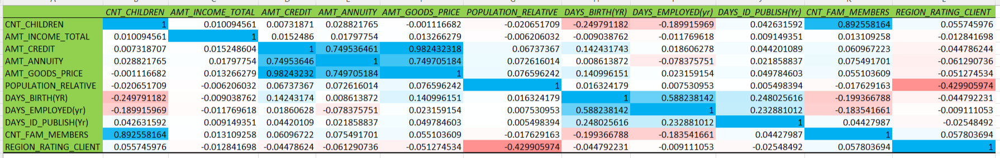 CNT_CHILDREN AMT_INCOME_TOTAL AMT_CREDIT AMT_ANNUITY AMT_GOODS_PRICE POPULATION_RELATIVE DAYS_BIRTH(YR) DAYS_EMPLOYED(yr) DAYS_ID_PUBLISH(Yr) CNT_FAM_MEMBERS REGION_RATING_CLIENT
CNT_CHILDREN 1 0.010094561 0.00731871 0.028821765 -0.001116682 -0.020651709 -0.249791182 -0.189915969 0.042631592 0.892558164 0.055745976
AMT_INCOME_TOTAL 0.010094561 1 0.0152486 0.01797754 0.013266279 -0.006206032 -0.009038762 -0.011769618 0.009149351 0.013109258 -0.012841698
AMT_CREDIT 0.007318707 0.015248604 1 0.749536461 0.982432318 0.06737367 0.142431743 0.018606278 0.044201089 0.060967223 -0.044786244
AMT_ANNUITY 0.028821765 0.01797754 0.74953646 1 0.749705184 0.072616014 0.008613872 -0.078375751 0.021858837 0.075491701 -0.061290736
AMT_GOODS_PRICE -0.001116682 0.013266279 0.98243232 0.749705184 1 0.076596242 0.140996151 0.023159154 0.049784603 0.055103609 -0.051274534
POPULATION_RELATIVE -0.020651709 -0.006206032 0.06737367 0.072616014 0.076596242 1 0.016324179 0.007530953 0.005498394 -0.017629163 -0.429905974
DAYS_BIRTH(YR) -0.249791182 -0.009038762 0.14243174 0.008613872 0.140996151 0.016324179 1 0.588238142 0.248025616 -0.199366788 -0.044792231
DAYS_EMPLOYED(yr) -0.189915969 -0.011769618 0.01860628 -0.078375751 0.023159154 0.007530953 0.588238142 1 0.232881012 -0.183541661 -0.009111053
DAYS_ID_PUBLISH(Yr) 0.042631592 0.009149351 0.04420109 0.021858837 0.049784603 0.005498394 0.248025616 0.232881012 1 0.04427987 -0.02548492
CNT_FAM_MEMBERS 0.892558164 0.013109258 0.06096722 0.075491701 0.055103609 -0.017629163 -0.199366788 -0.183541661 0.04427987 1 0.057803694
REGION_RATING_CLIENT 0.055745976 -0.012841698 -0.04478624 -0.061290736 -0.051274534 -0.429905974 -0.044792231 -0.009111053 -0.02548492 0.057803694 1